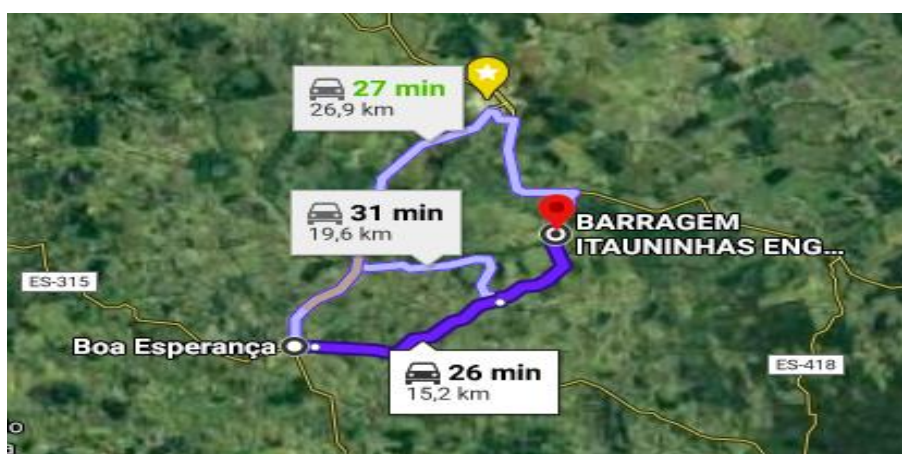 27 min
26,9 km
31 min
19,6 km
BARRAGEM
ITAUNINHAS ENG...
ES-315
Boa Esperança
26 min
15,2 km
ES-418